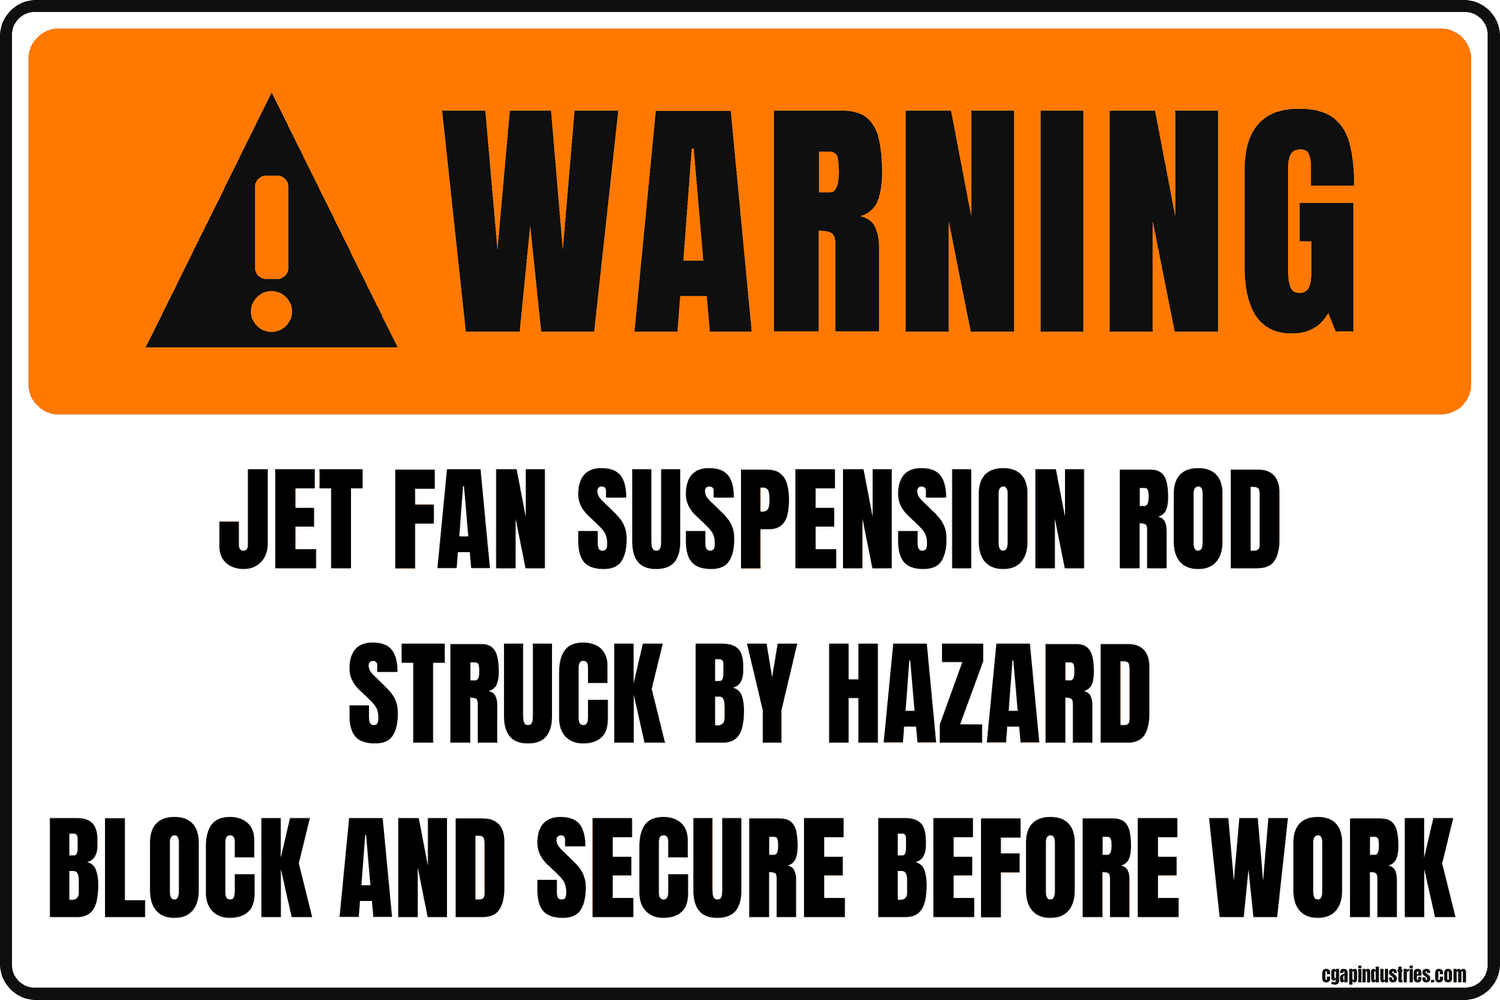 WARNING
JET FAN SUSPENSION ROD
STRUCK BY HAZARD
BLOCK AND SECURE BEFORE WORK
cgapindustries.com